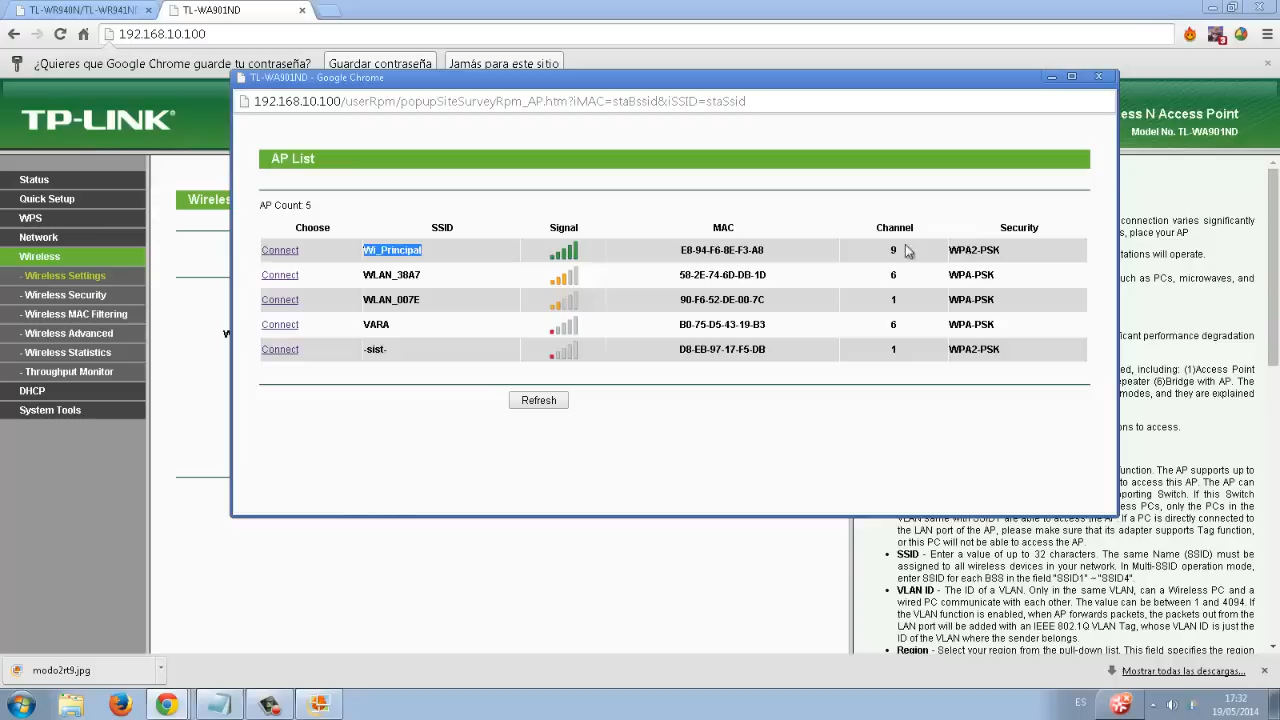 TL-WR940N/TL-WR941N
TL-WA901ND
192.168.10.100
¿Quieres que Google Chrome guarde tu contraseña?
Guardar contraseña
Jamás para este sitio
TL-WA901ND - Google Chrome
192.168.10.100/userRpm/popupSiteSurveyRpm_AP.htm?iMAC=staBssid&iSSID=staSsid
TP-LINK
ess N Access Point
Model No. TL-WA901ND
Status
Quick Setup
WPS
Network
Wireless
- Wireless Settings
- Wireless Security
- Wireless MAC Filtering
- Wireless Advanced
- Wireless Statistics
- Throughput Monitor
DHCP
System Tools
Wireles
W
AP List
AP Count: 5
Choose SSID Signal MAC Channel Security
Connect Wi_Principal E8-94-F6-8E-F3-A8 9 WPA2-PSK
Connect WLAN_38A7 58-2E-74-6D-DB-1D 6 WPA-PSK
Connect WLAN_007E 90-F6-52-DE-00-7C 1 WPA-PSK
Connect VARA B0-75-D5-43-19-B3 6 WPA-PSK
Connect -sist- D8-EB-97-17-F5-DB 1 WPA2-PSK
Refresh
connection varies significantly
s, place your AP
tations will operate.
uch as PCs, microwaves, and
ificant performance degradation
ed, including: (1)Access Point
epeater (6)Bridge with AP. The
modes, and they are explained
ons to access.
unction. The AP supports up to
to access this AP. The AP can
porting Switch. If this Switch
ess PCs, only the PCs in the
VLAN same with SSID1 are able to access the AP. If a PC is directly connected to
the LAN port of the AP, please make sure that its adapter supports Tag function,
or this PC will not be able to access the AP.
• SSID - Enter a value of up to 32 characters. The same Name (SSID) must be
assigned to all wireless devices in your network. In Multi-SSID operation mode,
enter SSID for each BSS in the field "SSID1" ~ "SSID4".
• VLAN ID - The ID of a VLAN. Only in the same VLAN, can a Wireless PC and a
wired PC communicate with each other. The value can be between 1 and 4094. If
the VLAN function is enabled, when AP forwards packets, the packets out from the
LAN port will be added with an IEEE 802.1Q VLAN Tag, whose VLAN ID is just the
ID of the VLAN where the sender belongs.
• Region - Select your region from the pull-down list. This field specifies the region
modo2rt9.jpg
Mostrar todas las descargas...
ES
17:32
19/05/2014